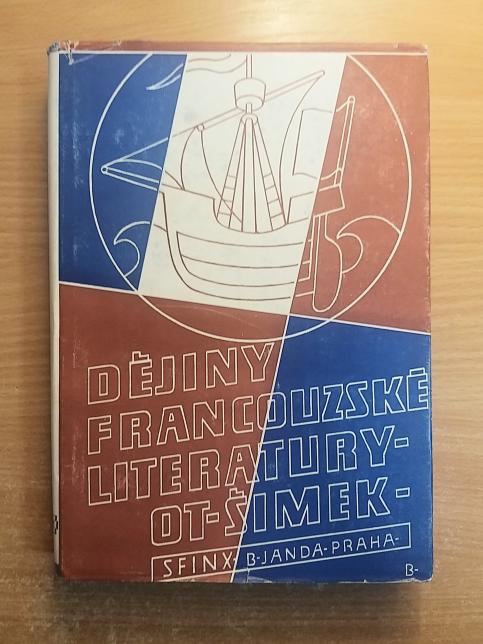 DĚJINY
FRANCOUZSKÉ
LITERATURY-
OT-ŠIMEK-
SFINX-B-JANDA-PRAHA-
B-